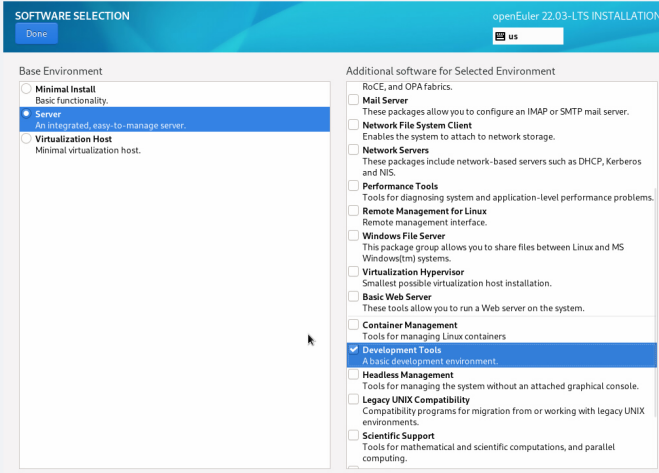 SOFTWARE SELECTION
Done
openEuler 22.03-LTS INSTALLATION
us
Base Environment
Minimal Install
Basic functionality.
Server
An integrated, easy-to-manage server.
Virtualization Host
Minimal virtualization host.
Additional software for Selected Environment
RoCE, and OPA fabrics.
Mail Server
These packages allow you to configure an IMAP or SMTP mail server.
Network File System Client
Enables the system to attach to network storage.
Network Servers
These packages include network-based servers such as DHCP, Kerberos
and NIS.
Performance Tools
Tools for diagnosing system and application-level performance problems.
Remote Management for Linux
Remote management interface.
Windows File Server
This package group allows you to share files between Linux and MS
Windows(tm) systems.
Virtualization Hypervisor
Smallest possible virtualization host installation.
Basic Web Server
These tools allow you to run a Web server on the system.
Container Management
Tools for managing Linux containers
Development Tools
A basic development environment.
Headless Management
Tools for managing the system without an attached graphical console.
Legacy UNIX Compatibility
Compatibility programs for migration from or working with legacy UNIX
environments.
Scientific Support
Tools for mathematical and scientific computations, and parallel
computing.